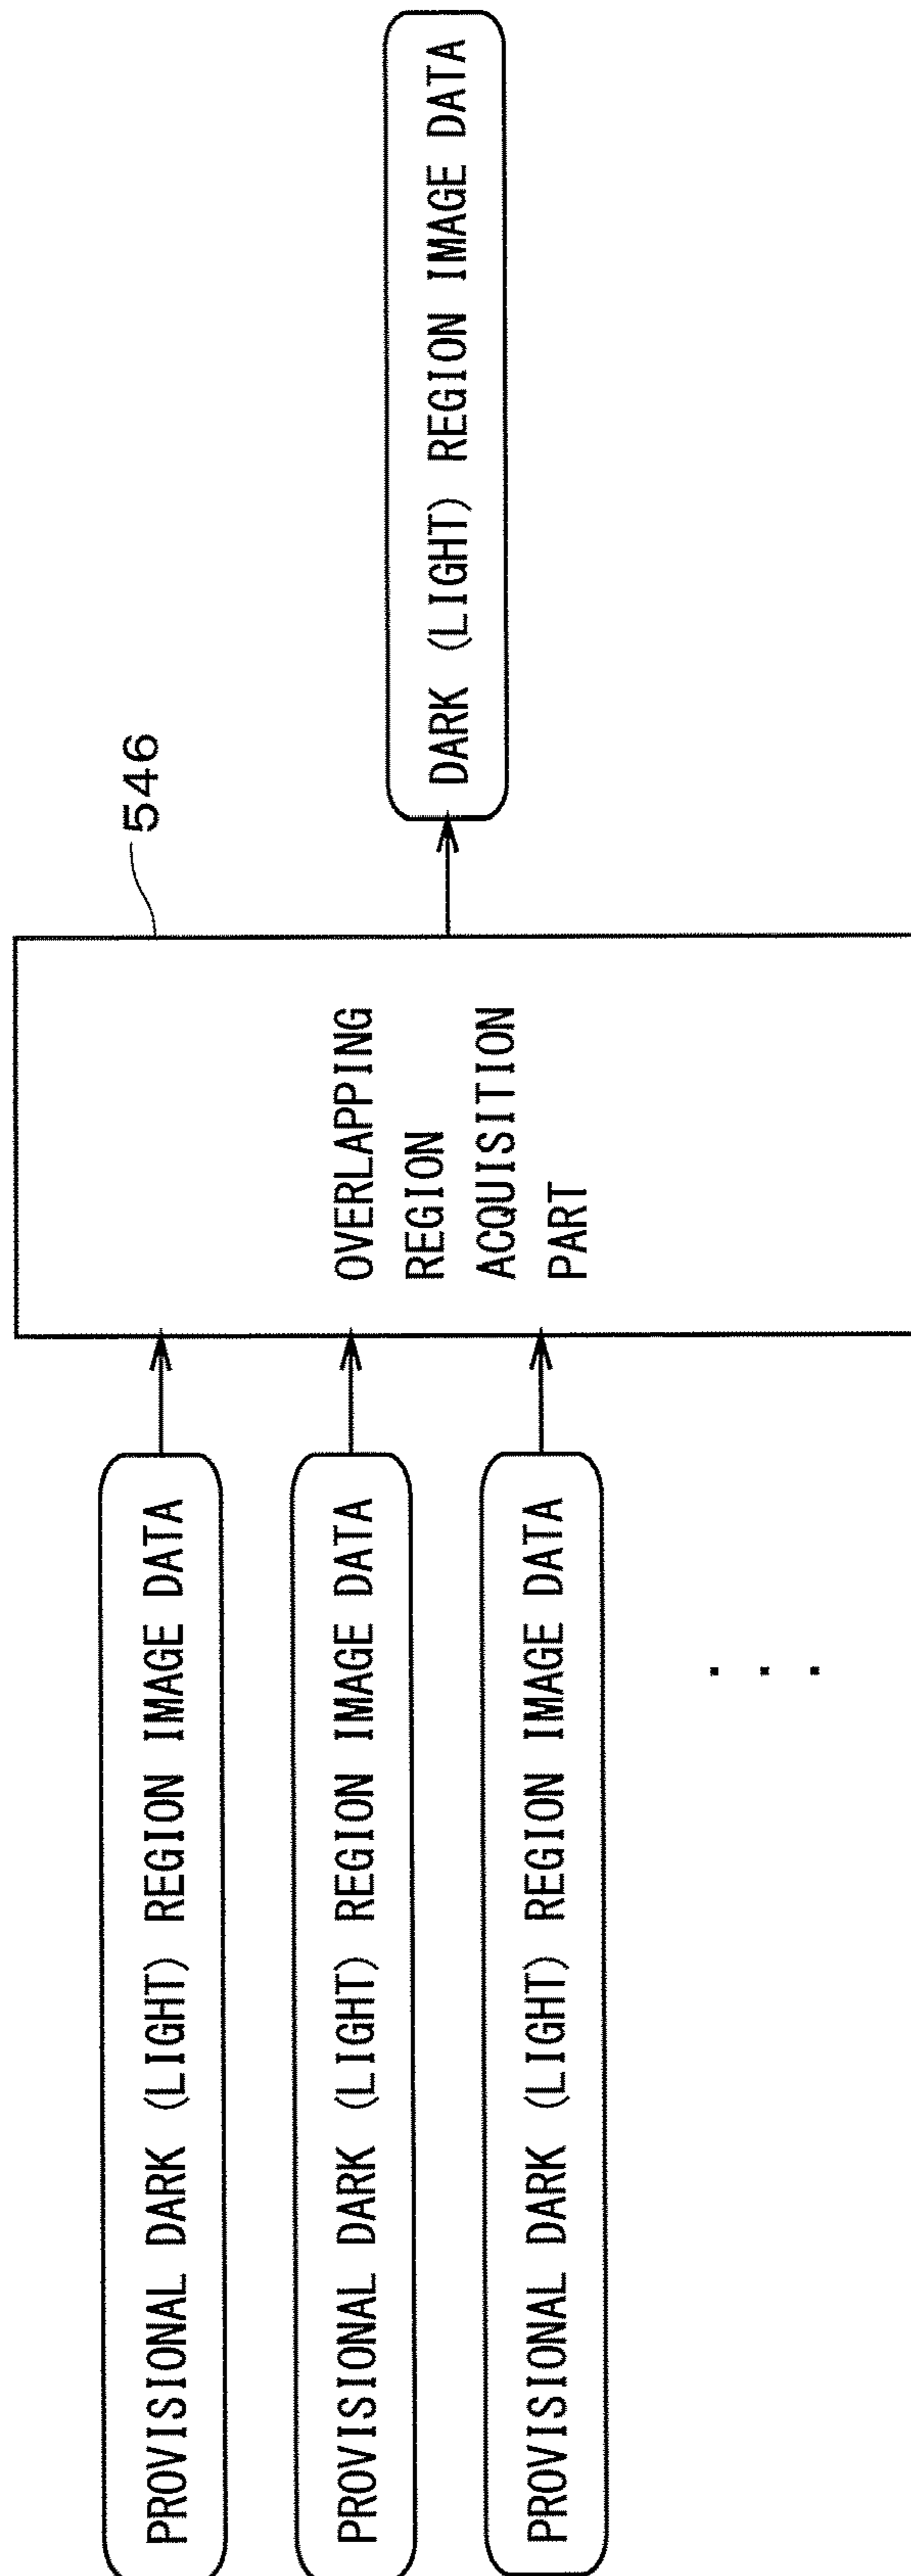 PROVISIONAL DARK (LIGHT) REGION IMAGE DATA
PROVISIONAL DARK (LIGHT) REGION IMAGE DATA
PROVISIONAL DARK (LIGHT) REGION IMAGE DATA
. . .
OVERLAPPING
REGION
ACQUISITION
PART
546
DARK (LIGHT) REGION IMAGE DATA